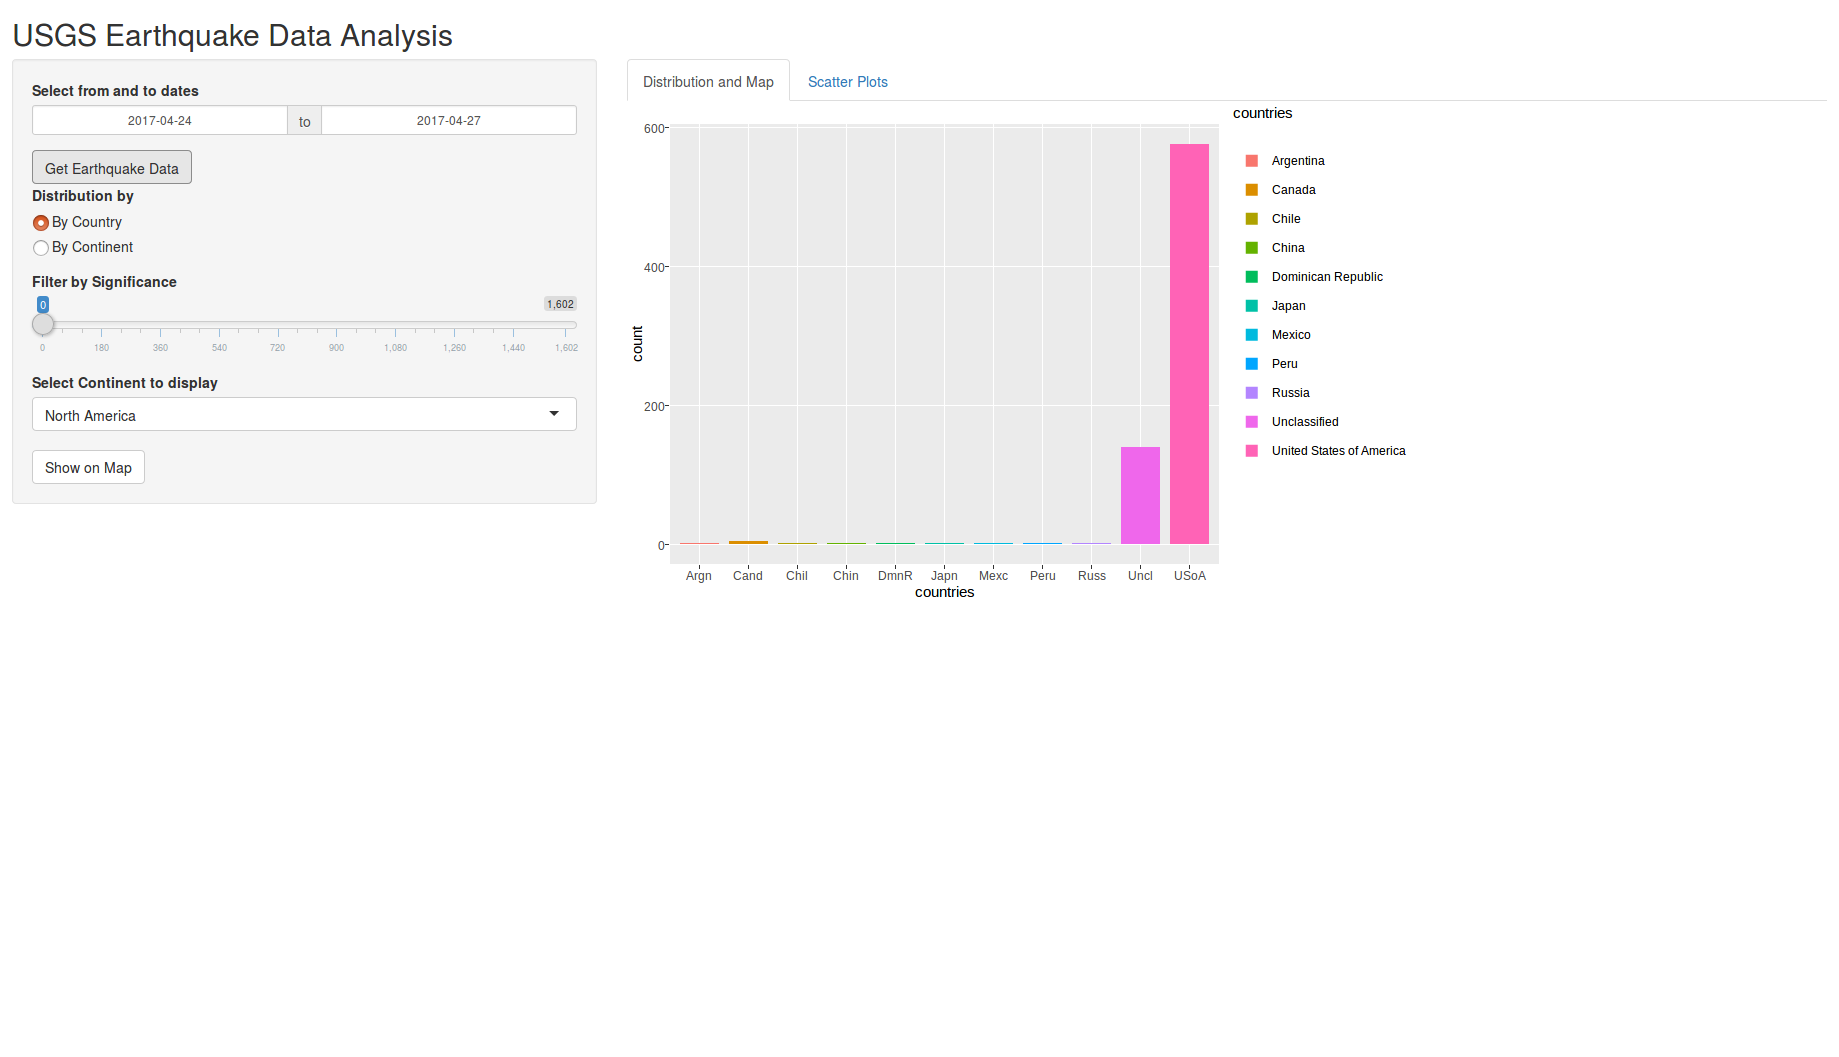 USGS Earthquake Data Analysis
Select from and to dates
2017-04-24 to 2017-04-27
Get Earthquake Data
Distribution by
By Country
By Continent
Filter by Significance
0 1,602
0 180 360 540 720 900 1,080 1,260 1,440 1,602
Select Continent to display
North America
Show on Map
Distribution and Map Scatter Plots
600
400
200
0
count
Argn Cand Chil Chin DmnR Japn Mexc Peru Russ Uncl USoA
countries
countries
Argentina
Canada
Chile
China
Dominican Republic
Japan
Mexico
Peru
Russia
Unclassified
United States of America